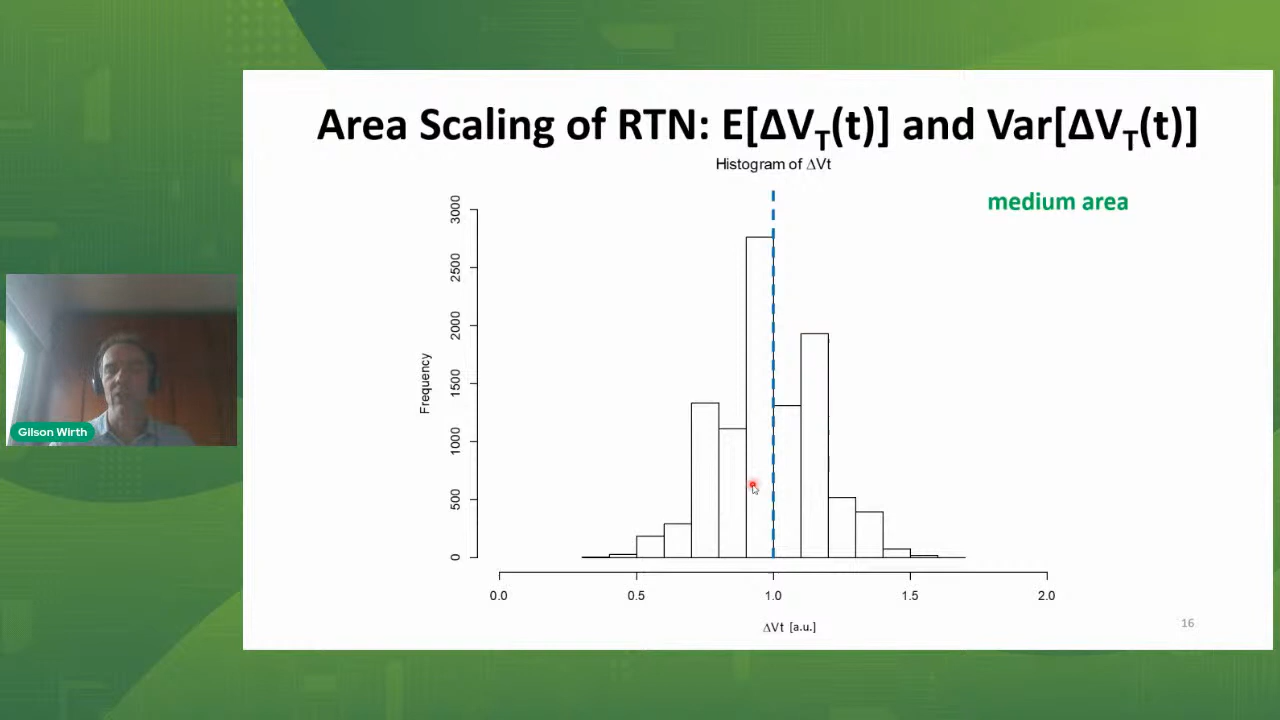 Area Scaling of RTN: E[ΔV_T(t)] and Var[ΔV_T(t)]
Histogram of ΔVt
medium area
3000
2500
2000
1500
1000
500
0
Frequency
0.0 0.5 1.0 1.5 2.0
ΔVt [a.u.]
16
Gilson Wirth